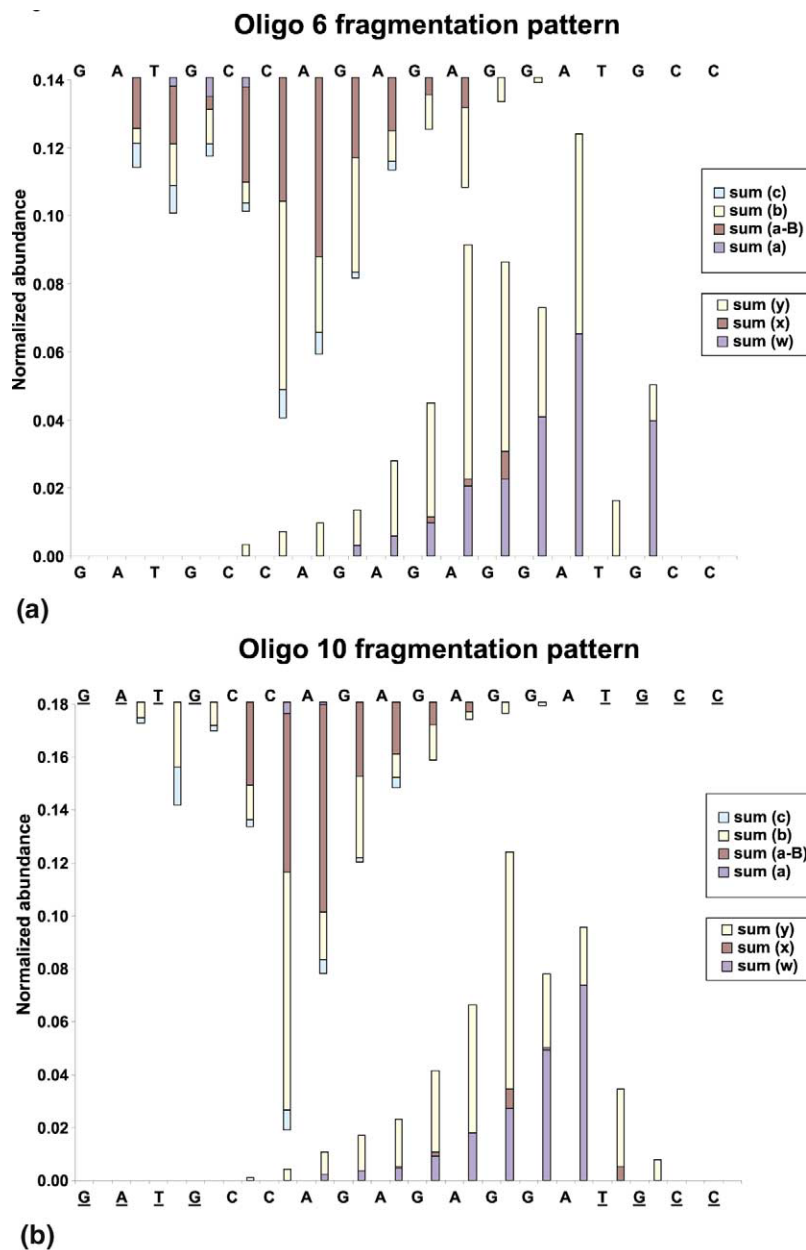 Oligo 6 fragmentation pattern
G A T G C C A G A G A G G A T G C C
0.14
0.12
0.10
0.08
0.06
0.04
0.02
0.00
Normalized abundance
sum (c)
sum (b)
sum (a-B)
sum (a)
sum (y)
sum (x)
sum (w)
G A T G C C A G A G A G G A T G C C
(a)
Oligo 10 fragmentation pattern
G A T G C C A G A G A G G A T G C C
0.18
0.16
0.14
0.12
0.10
0.08
0.06
0.04
0.02
0.00
Normalized abundance
sum (c)
sum (b)
sum (a-B)
sum (a)
sum (y)
sum (x)
sum (w)
G A T G C C A G A G A G G A T G C C
(b)